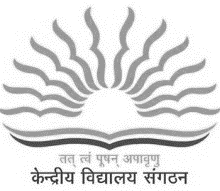 तत् त्वं पूषन् अपावृणु
केन्द्रीय विद्यालय संगठन